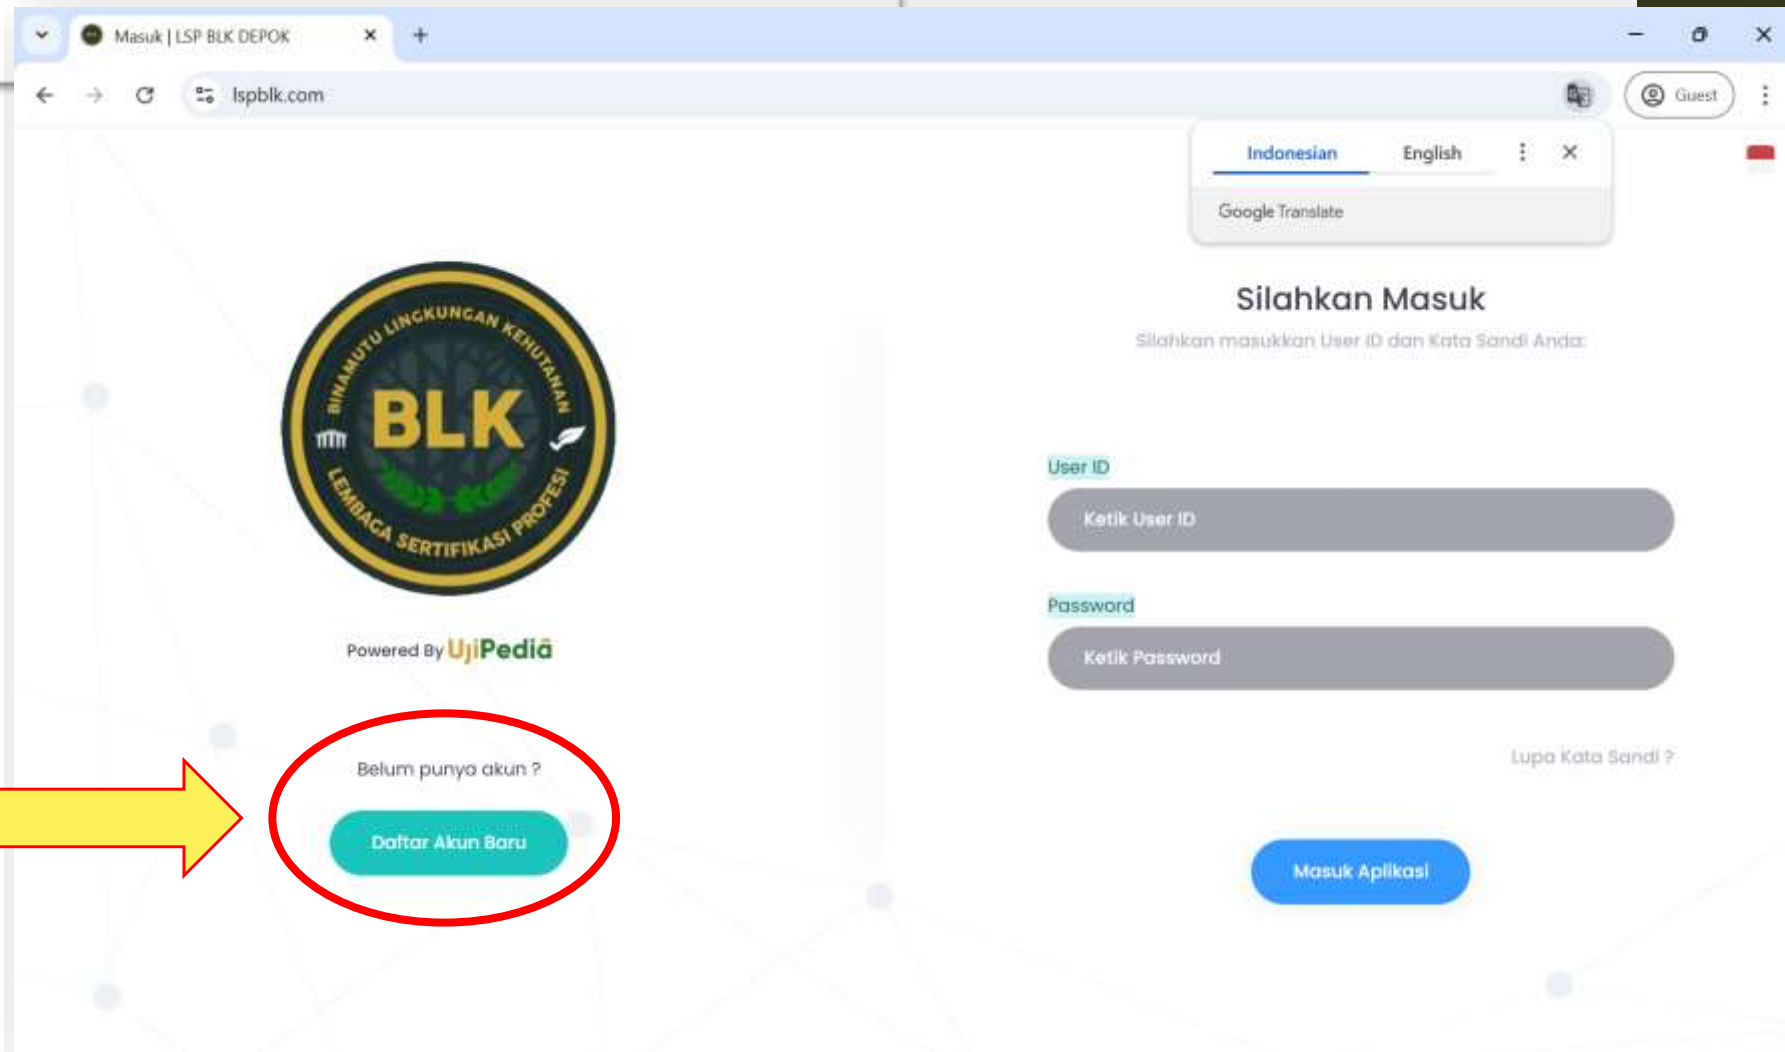 Masuk | LSP BLK DEPOK
lspblk.com
Guest
Indonesian English
Google Translate
BINAMUTU LINGKUNGAN KEHUTANAN
BLK
LEMBAGA SERTIFIKASI PROFESI
Powered By UjiPediā
Belum punya akun ?
Daftar Akun Baru
Silahkan Masuk
Silahkan masukkan User ID dan Kata Sandi Anda:
User ID
Ketik User ID
Password
Ketik Password
Lupa Kata Sandi ?
Masuk Aplikasi